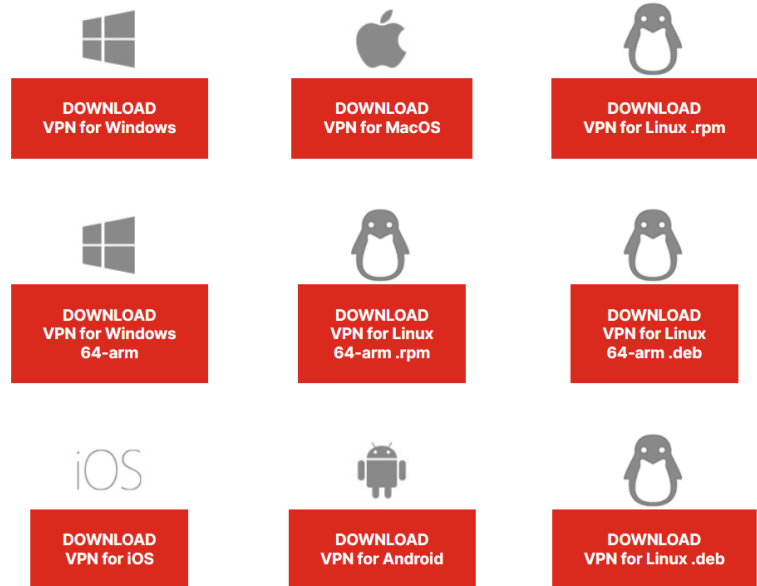 DOWNLOAD
VPN for Windows
DOWNLOAD
VPN for MacOS
DOWNLOAD
VPN for Linux .rpm
DOWNLOAD
VPN for Windows
64-arm
DOWNLOAD
VPN for Linux
64-arm .rpm
DOWNLOAD
VPN for Linux
64-arm .deb
iOS
DOWNLOAD
VPN for iOS
DOWNLOAD
VPN for Android
DOWNLOAD
VPN for Linux .deb